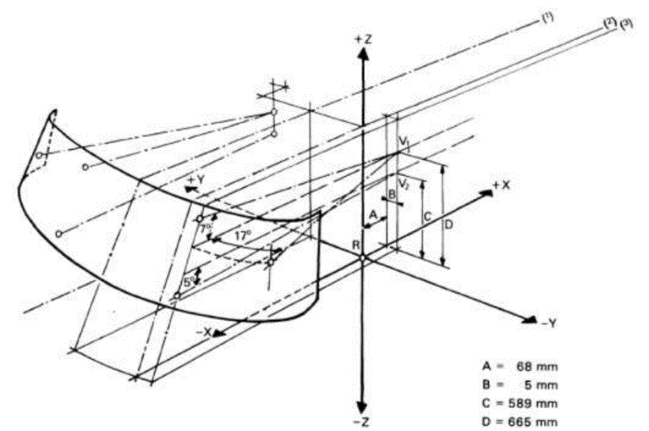 (1)
(2) (3)
+Z
V1
V2
+Y
+X
B
A
C
D
7°
17°
R
5°
-X
-Y
-Z
A = 68 mm
B = 5 mm
C = 589 mm
D = 665 mm